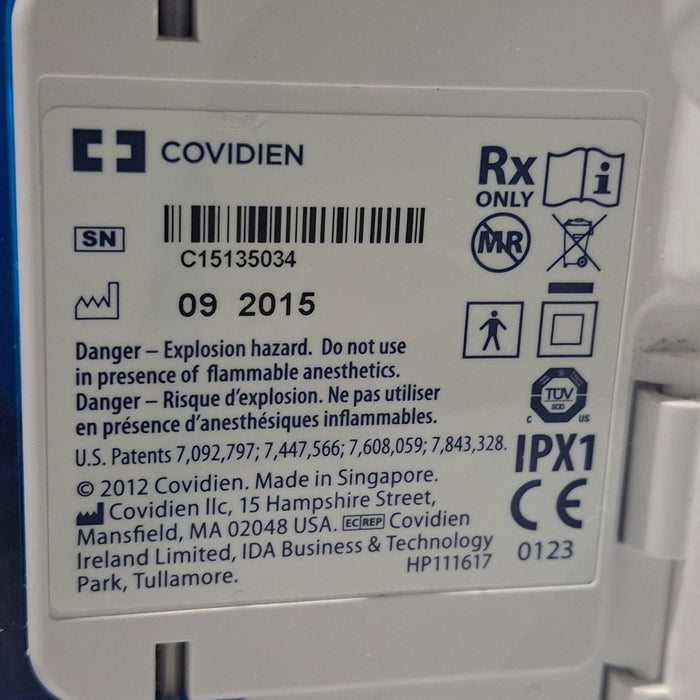 COVIDIEN
Rx
ONLY
i
SN
C15135034
MR
09 2015
Danger – Explosion hazard. Do not use
in presence of flammable anesthetics.
Danger – Risque d'explosion. Ne pas utiliser
en présence d'anesthésiques inflammables.
TÜV
SÜD
C US
U.S. Patents 7,092,797; 7,447,566; 7,608,059; 7,843,328.
IPX1
© 2012 Covidien. Made in Singapore.
Covidien llc, 15 Hampshire Street,
Mansfield, MA 02048 USA. EC REP Covidien
Ireland Limited, IDA Business & Technology
Park, Tullamore.
HP111617
CE
0123